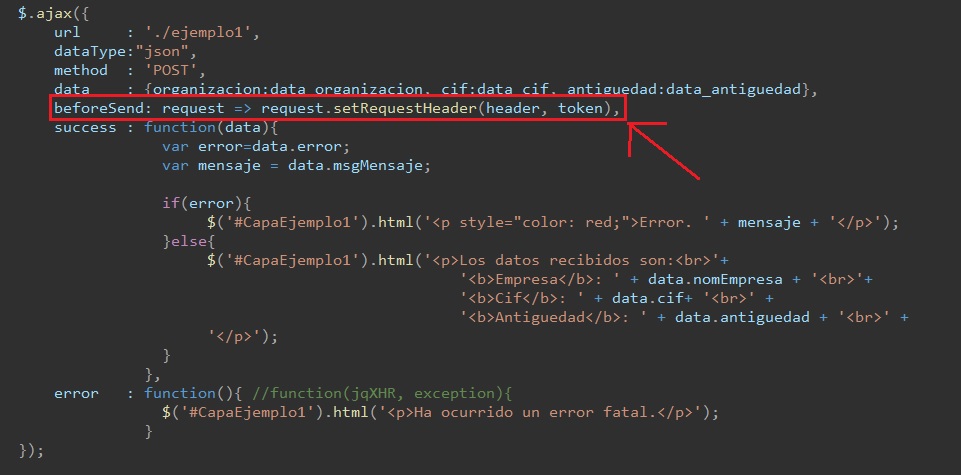 $.ajax({
    url     : './ejemplo1',
    dataType:"json",
    method  : 'POST',
    data    : {organizacion:data_organizacion, cif:data_cif, antiguedad:data_antiguedad},
    beforeSend: request => request.setRequestHeader(header, token),
    success : function(data){
                var error=data.error;
                var mensaje = data.msgMensaje;
                if(error){
                     $('#CapaEjemplo1').html('<p style="color: red;">Error. ' + mensaje + '</p>');
                }else{
                     $('#CapaEjemplo1').html('<p>Los datos recibidos son:<br>'+
                                                 '<b>Empresa</b>: ' + data.nomEmpresa + '<br>'+
                                                 '<b>Cif</b>: ' + data.cif+ '<br>' +
                                                 '<b>Antiguedad</b>: ' + data.antiguedad + '<br>' +
                     '</p>');
                }
              },
    error   : function(){ //function(jqXHR, exception){
                $('#CapaEjemplo1').html('<p>Ha ocurrido un error fatal.</p>');
              }
});